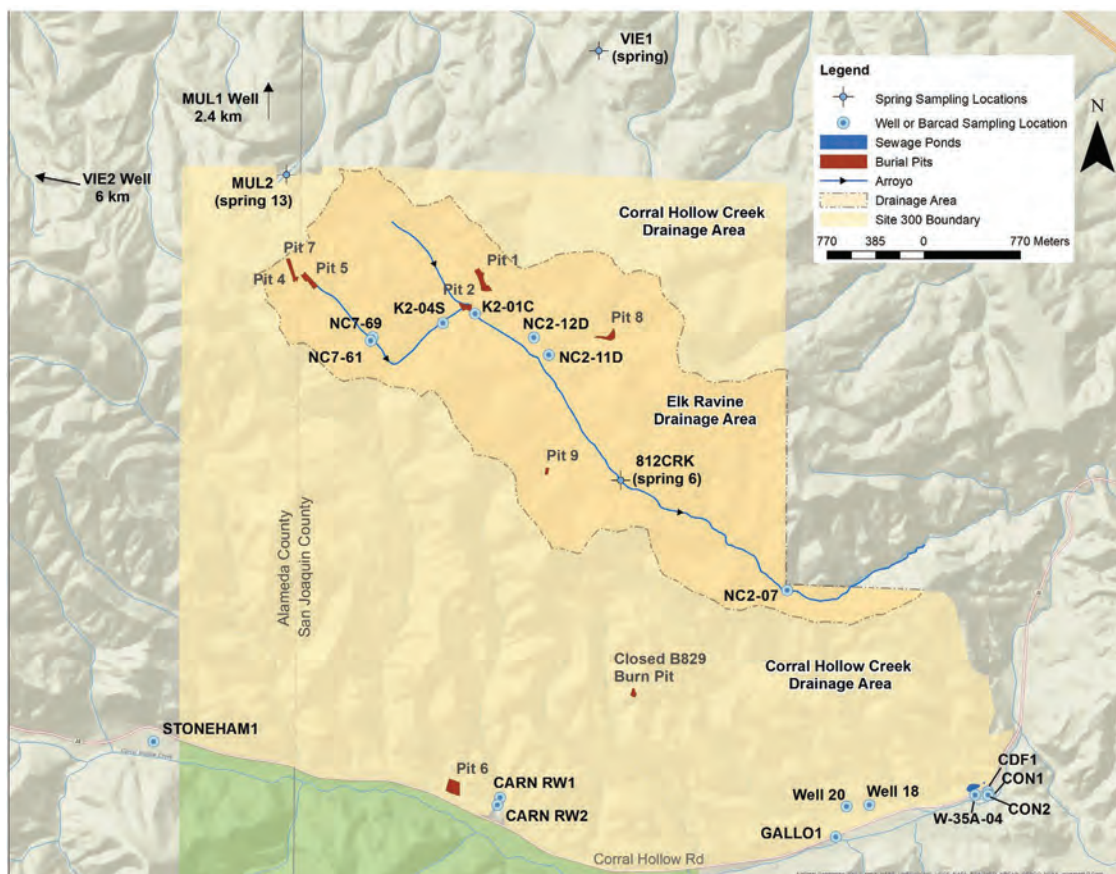 VIE1
(spring)
MUL1 Well
2.4 km
VIE2 Well
6 km
MUL2
(spring 13)
Legend
Spring Sampling Locations
Well or Barcad Sampling Location
Sewage Ponds
Burial Pits
Arroyo
Drainage Area
Site 300 Boundary
770 385 0 770 Meters
N
Corral Hollow Creek
Drainage Area
Pit 7
Pit 5
Pit 4
Pit 1
Pit 2
K2-04S
K2-01C
NC7-69
NC7-61
NC2-12D
NC2-11D
Pit 8
Elk Ravine
Drainage Area
Pit 9
812CRK
(spring 6)
Alameda County
San Joaquin County
NC2-07
Closed B829
Burn Pit
Corral Hollow Creek
Drainage Area
STONEHAM1
Pit 6
CARN RW1
CARN RW2
Well 20
Well 18
GALLO1
CDF1
CON1
CON2
W-35A-04
Corral Hollow Rd